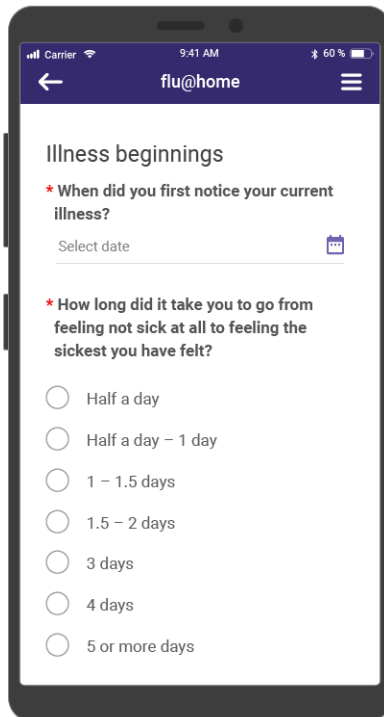 Carrier 9:41 AM 60 %
flu@home
Illness beginnings
* When did you first notice your current
illness?
Select date
* How long did it take you to go from
feeling not sick at all to feeling the
sickest you have felt?
Half a day
Half a day – 1 day
1 – 1.5 days
1.5 – 2 days
3 days
4 days
5 or more days